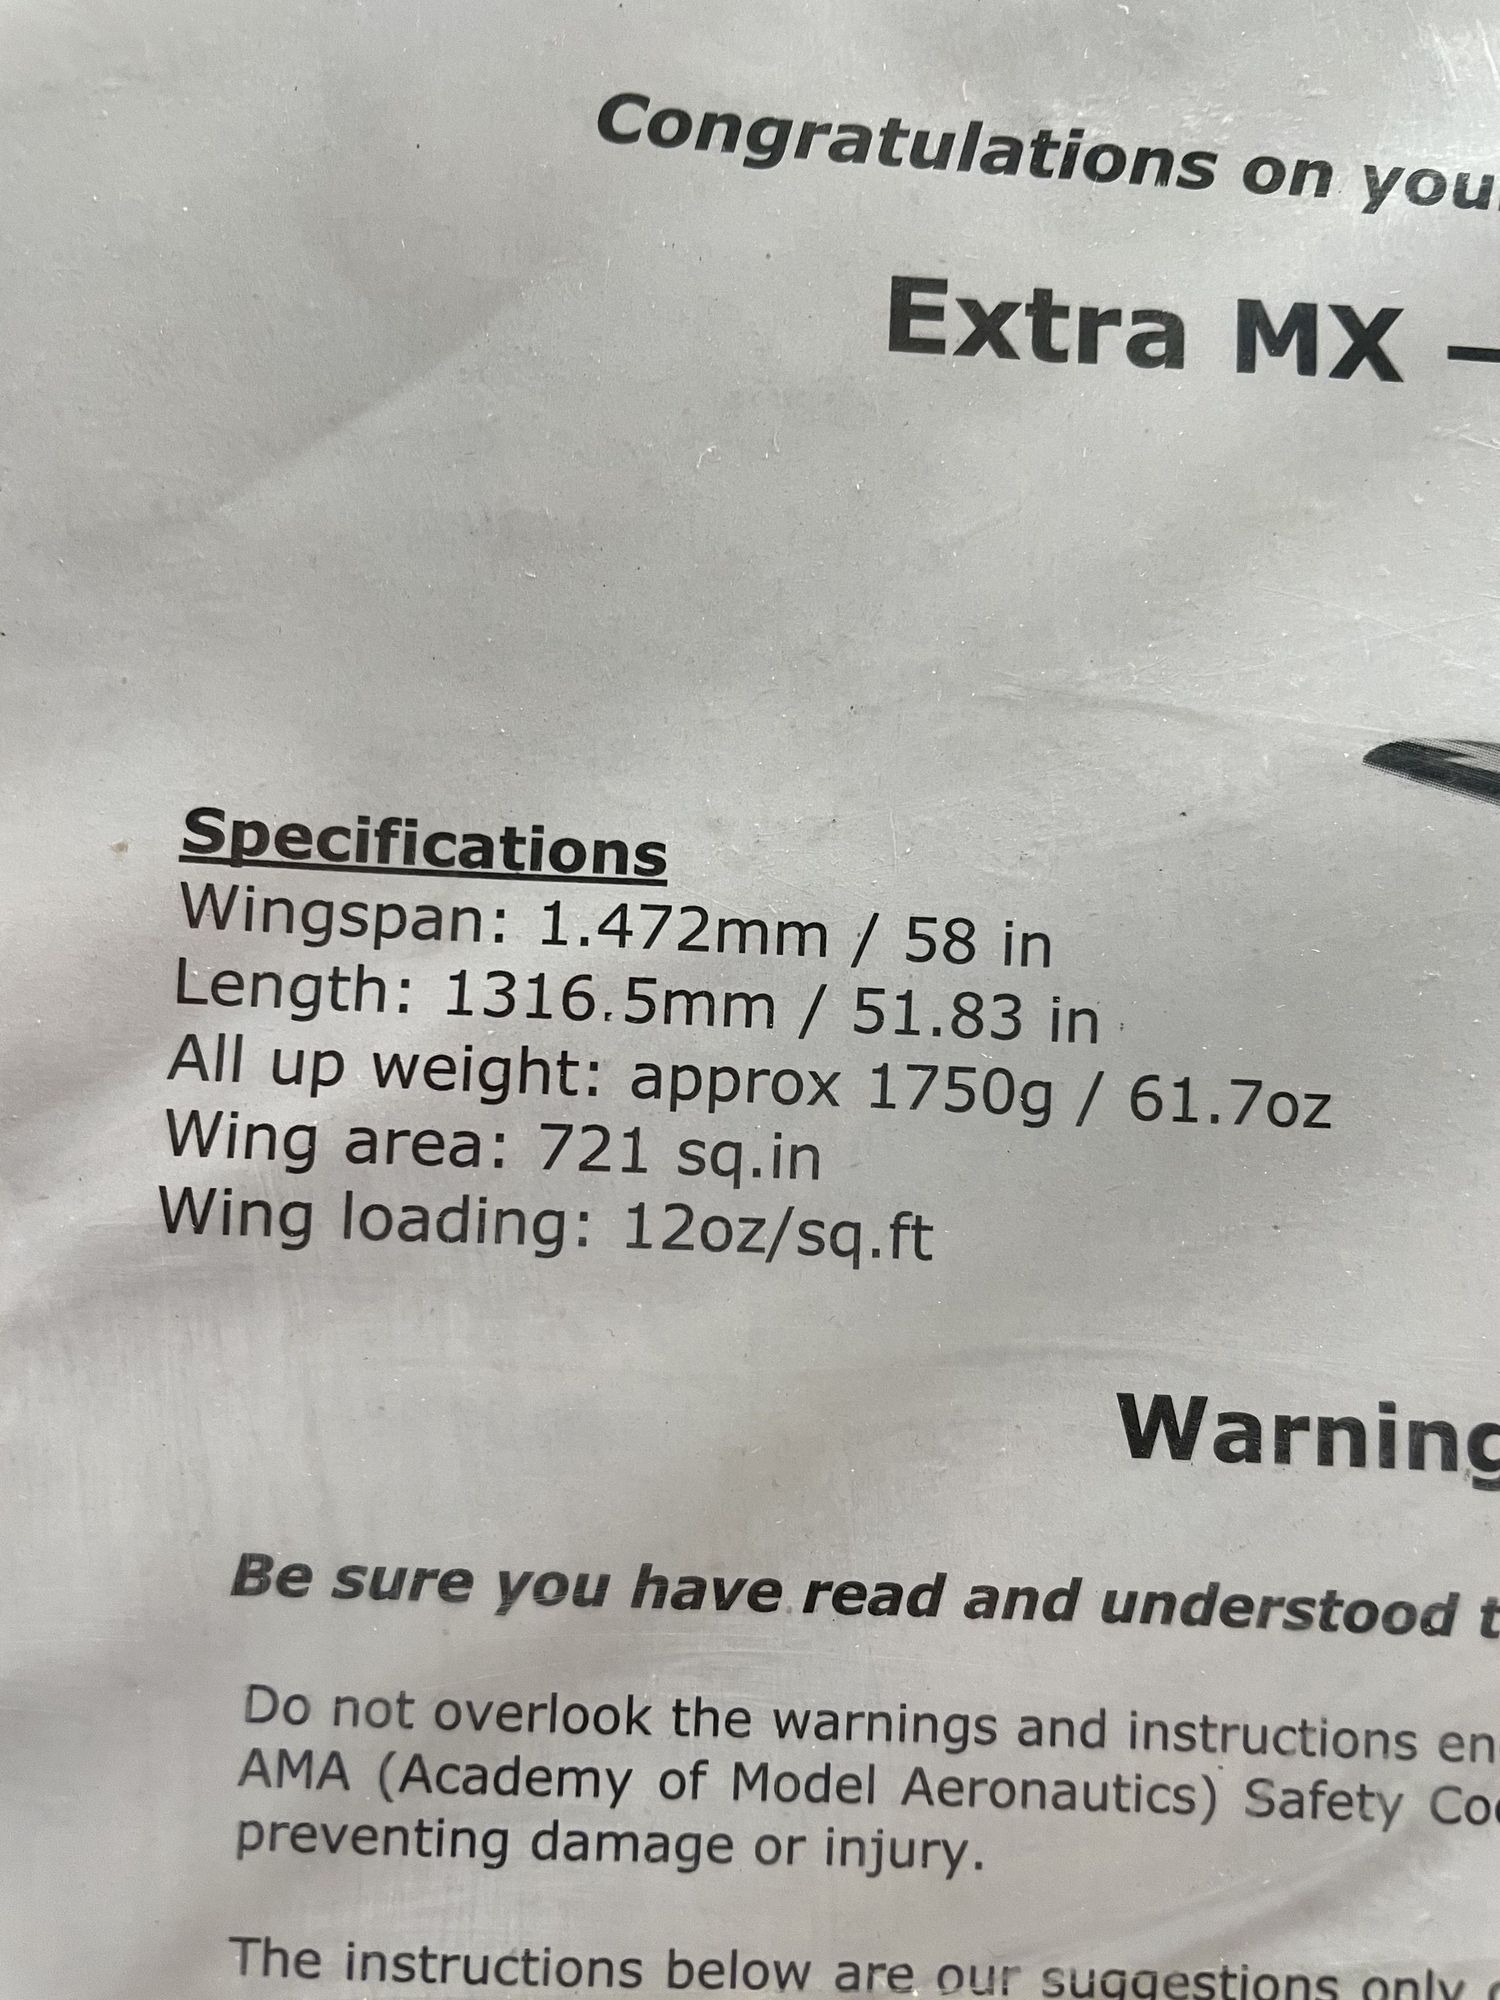 Congratulations on you
Extra MX –
Specifications
Wingspan: 1.472mm / 58 in
Length: 1316.5mm / 51.83 in
All up weight: approx 1750g / 61.7oz
Wing area: 721 sq.in
Wing loading: 12oz/sq.ft
Warning
Be sure you have read and understood t
Do not overlook the warnings and instructions en
AMA (Academy of Model Aeronautics) Safety Co
preventing damage or injury.
The instructions below are our suggestions only